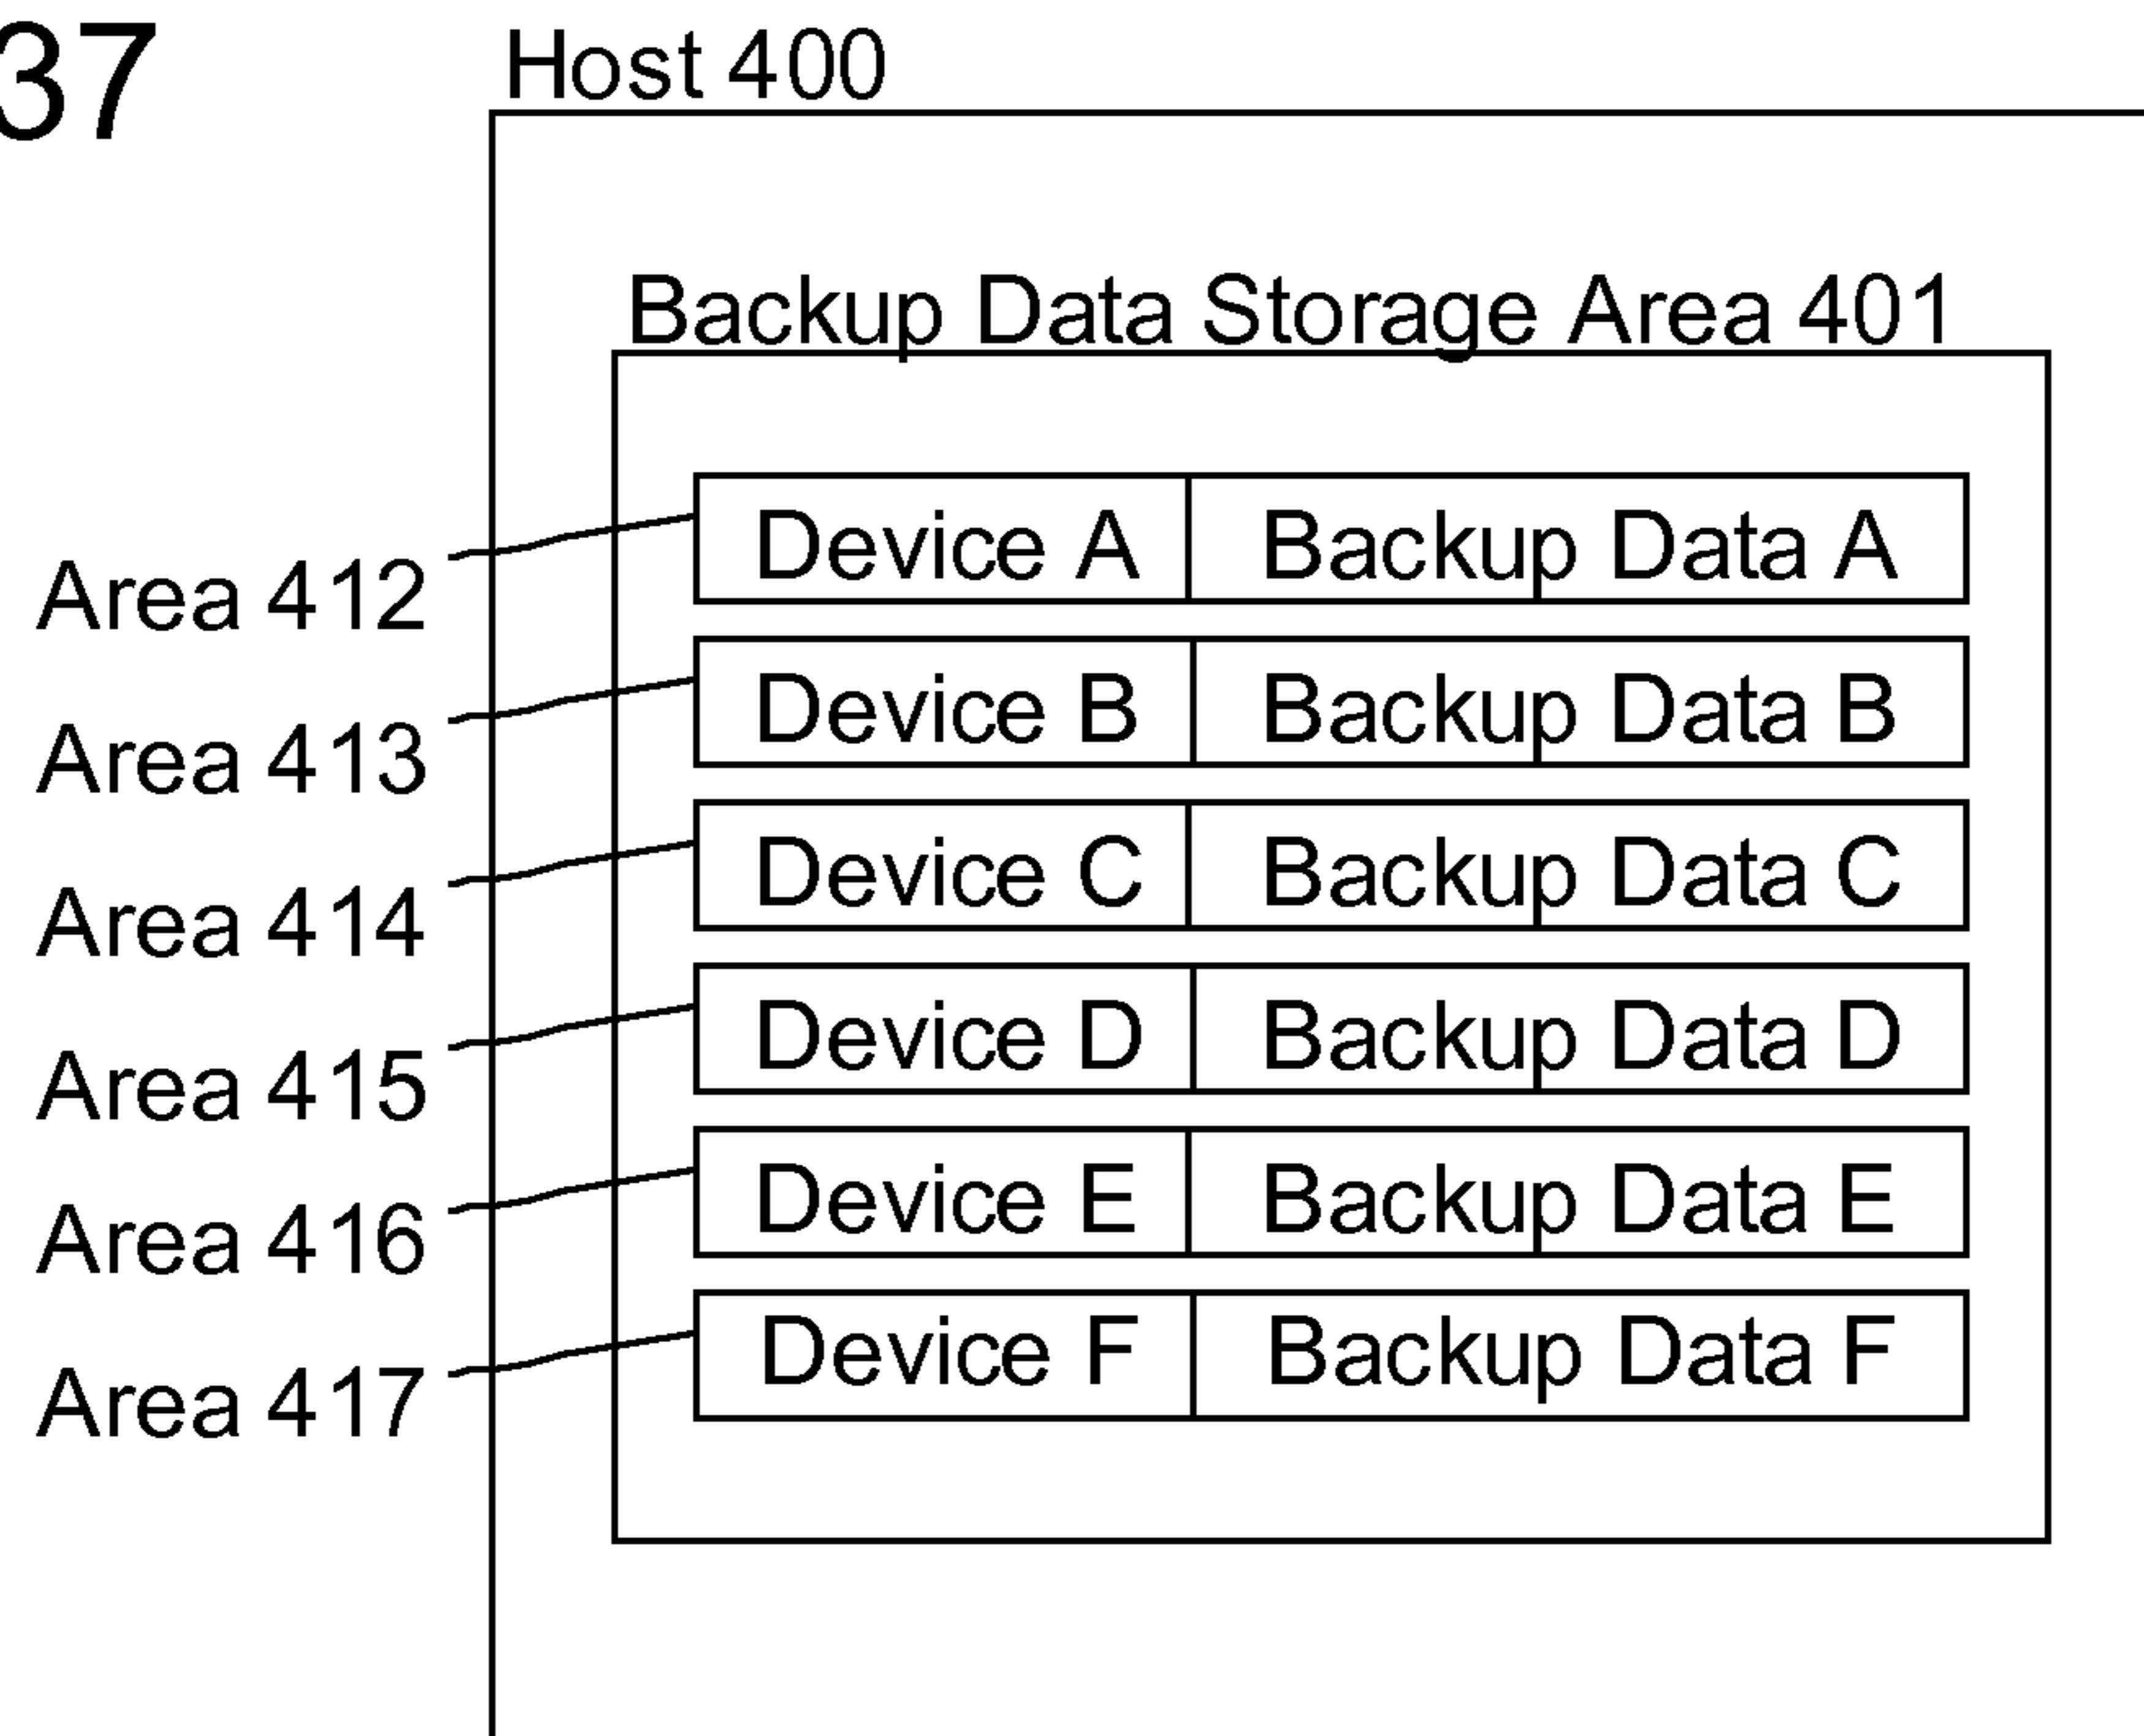 37
Host 400
Backup Data Storage Area 401
Area 412 Device A Backup Data A
Area 413 Device B Backup Data B
Area 414 Device C Backup Data C
Area 415 Device D Backup Data D
Area 416 Device E Backup Data E
Area 417 Device F Backup Data F